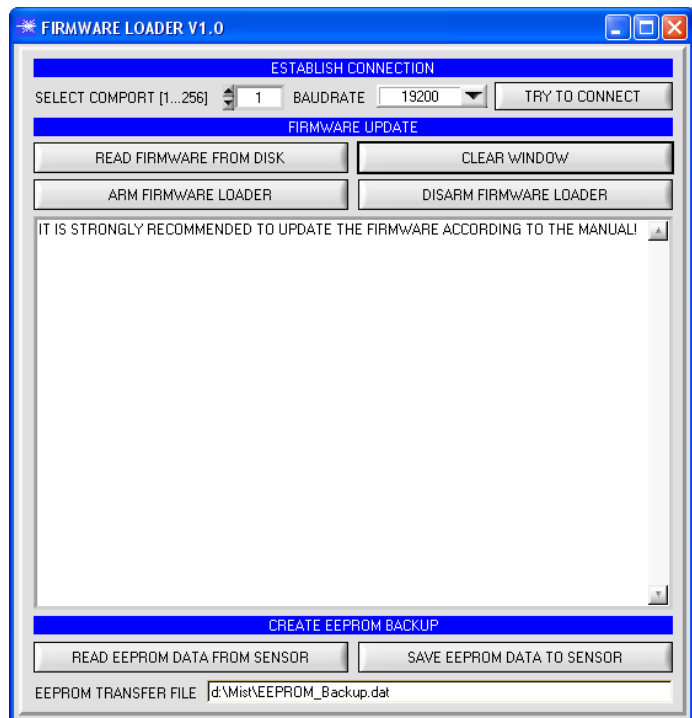 FIRMWARE LOADER V1.0
ESTABLISH CONNECTION
SELECT COMPORT [1...256] 1 BAUDRATE 19200 TRY TO CONNECT
FIRMWARE UPDATE
READ FIRMWARE FROM DISK CLEAR WINDOW
ARM FIRMWARE LOADER DISARM FIRMWARE LOADER
IT IS STRONGLY RECOMMENDED TO UPDATE THE FIRMWARE ACCORDING TO THE MANUAL!
CREATE EEPROM BACKUP
READ EEPROM DATA FROM SENSOR SAVE EEPROM DATA TO SENSOR
EEPROM TRANSFER FILE d:\Mist\EEPROM_Backup.dat